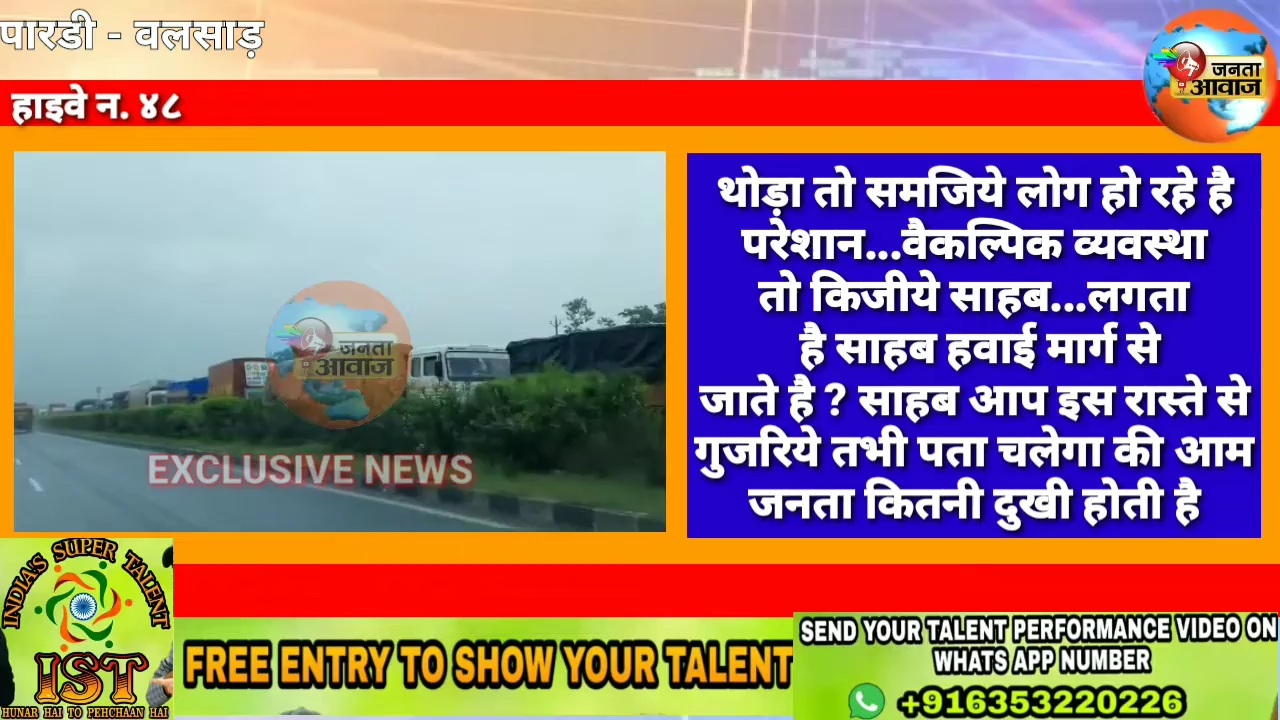 पारडी - वलसाड़
जनता
आवाज
हाइवे न. ४८
थोड़ा तो समजिये लोग हो रहे है
परेशान...वैकल्पिक व्यवस्था
तो किजीये साहब...लगता
है साहब हवाई मार्ग से
जाते है ? साहब आप इस रास्ते से
गुजरिये तभी पता चलेगा की आम
जनता कितनी दुखी होती है
जनता
आवाज
EXCLUSIVE NEWS
INDIA'S SUPER TALENT
IST
HUNAR HAI TO PEHCHAAN HAI
FREE ENTRY TO SHOW YOUR TALENT
SEND YOUR TALENT PERFORMANCE VIDEO ON
WHATS APP NUMBER
+916353220226